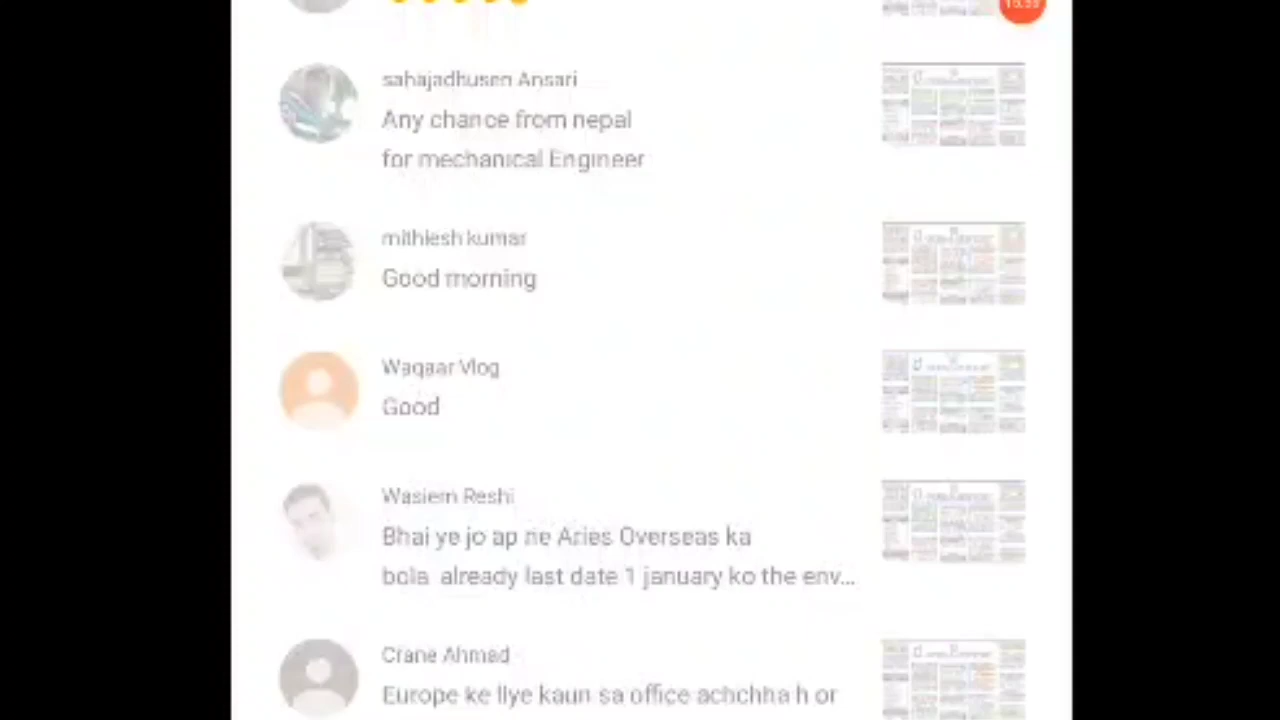 sahajadhusen Ansari
Any chance from nepal
for mechanical Engineer
mithlesh kumar
Good morning
Waqaar Vlog
Good
Wasiem Reshi
Bhai ye jo ap ne Aries Overseas ka
bola already last date 1 january ko the env...
Crane Ahmad
Europe ke liye kaun sa office achchha h or